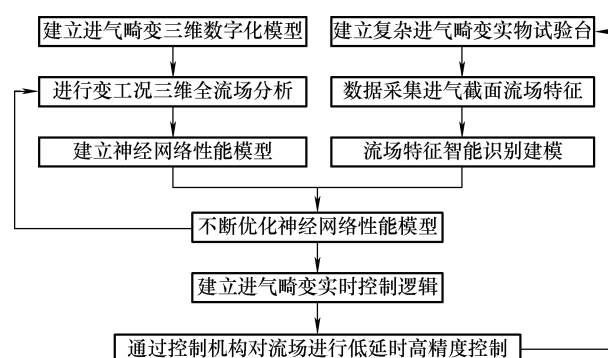 建立进气畸变三维数字化模型
建立复杂进气畸变实物试验台
进行变工况三维全流场分析
数据采集进气截面流场特征
建立神经网络性能模型
流场特征智能识别建模
不断优化神经网络性能模型
建立进气畸变实时控制逻辑
通过控制机构对流场进行低延时高精度控制